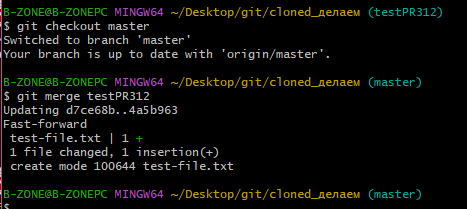 B-ZONE@B-ZONEPC MINGW64 ~/Desktop/git/cloned_делаем (testPR312)
$ git checkout master
Switched to branch 'master'
Your branch is up to date with 'origin/master'.
B-ZONE@B-ZONEPC MINGW64 ~/Desktop/git/cloned_делаем (master)
$ git merge testPR312
Updating d7ce68b..4a5b963
Fast-forward
 test-file.txt | 1 +
 1 file changed, 1 insertion(+)
 create mode 100644 test-file.txt
B-ZONE@B-ZONEPC MINGW64 ~/Desktop/git/cloned_делаем (master)
$